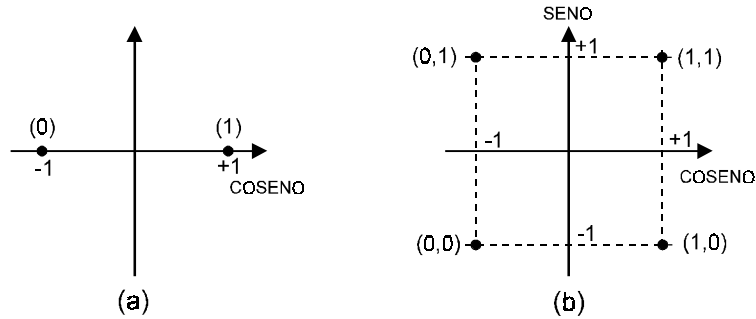 (0)
(1)
-1
+1
COSENO
(a)
SENO
+1
(0,1)
(1,1)
-1
+1
COSENO
(0,0)
-1
(1,0)
(b)